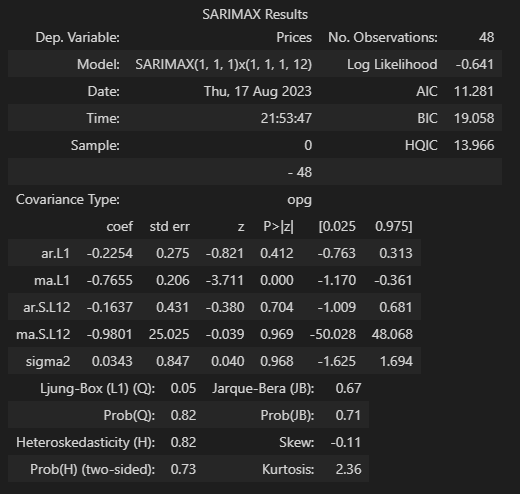 SARIMAX Results
Dep. Variable: Prices No. Observations: 48
Model: SARIMAX(1, 1, 1)x(1, 1, 1, 12) Log Likelihood -0.641
Date: Thu, 17 Aug 2023 AIC 11.281
Time: 21:53:47 BIC 19.058
Sample: 0 HQIC 13.966
- 48
Covariance Type: opg
coef std err z P>|z| [0.025 0.975]
ar.L1 -0.2254 0.275 -0.821 0.412 -0.763 0.313
ma.L1 -0.7655 0.206 -3.711 0.000 -1.170 -0.361
ar.S.L12 -0.1637 0.431 -0.380 0.704 -1.009 0.681
ma.S.L12 -0.9801 25.025 -0.039 0.969 -50.028 48.068
sigma2 0.0343 0.847 0.040 0.968 -1.625 1.694
Ljung-Box (L1) (Q): 0.05 Jarque-Bera (JB): 0.67
Prob(Q): 0.82 Prob(JB): 0.71
Heteroskedasticity (H): 0.82 Skew: -0.11
Prob(H) (two-sided): 0.73 Kurtosis: 2.36